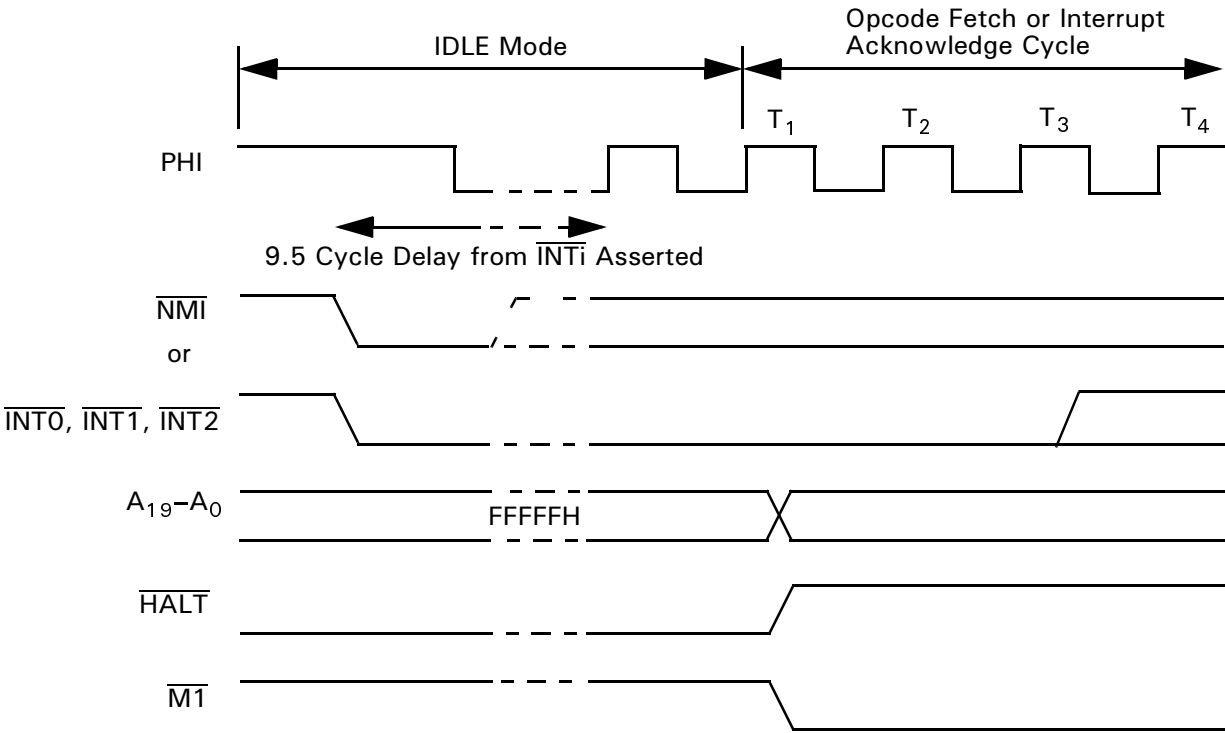 Opcode Fetch or Interrupt
IDLE Mode
Acknowledge Cycle
T1 T2 T3 T4
PHI
9.5 Cycle Delay from INTi Asserted
NMI
or
INT0, INT1, INT2
A19–A0
FFFFFH
HALT
M1